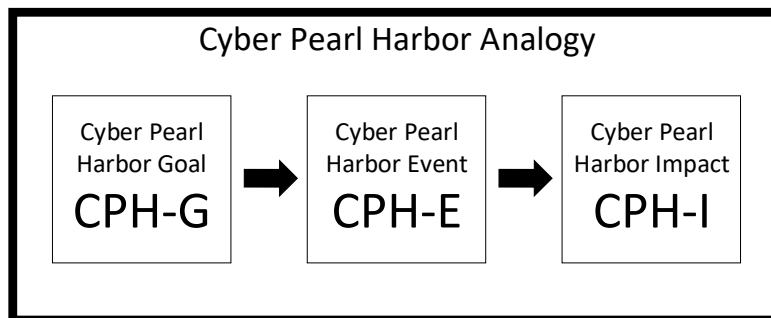 Cyber Pearl Harbor Analogy
Cyber Pearl
Harbor Goal
CPH-G
Cyber Pearl
Harbor Event
CPH-E
Cyber Pearl
Harbor Impact
CPH-I